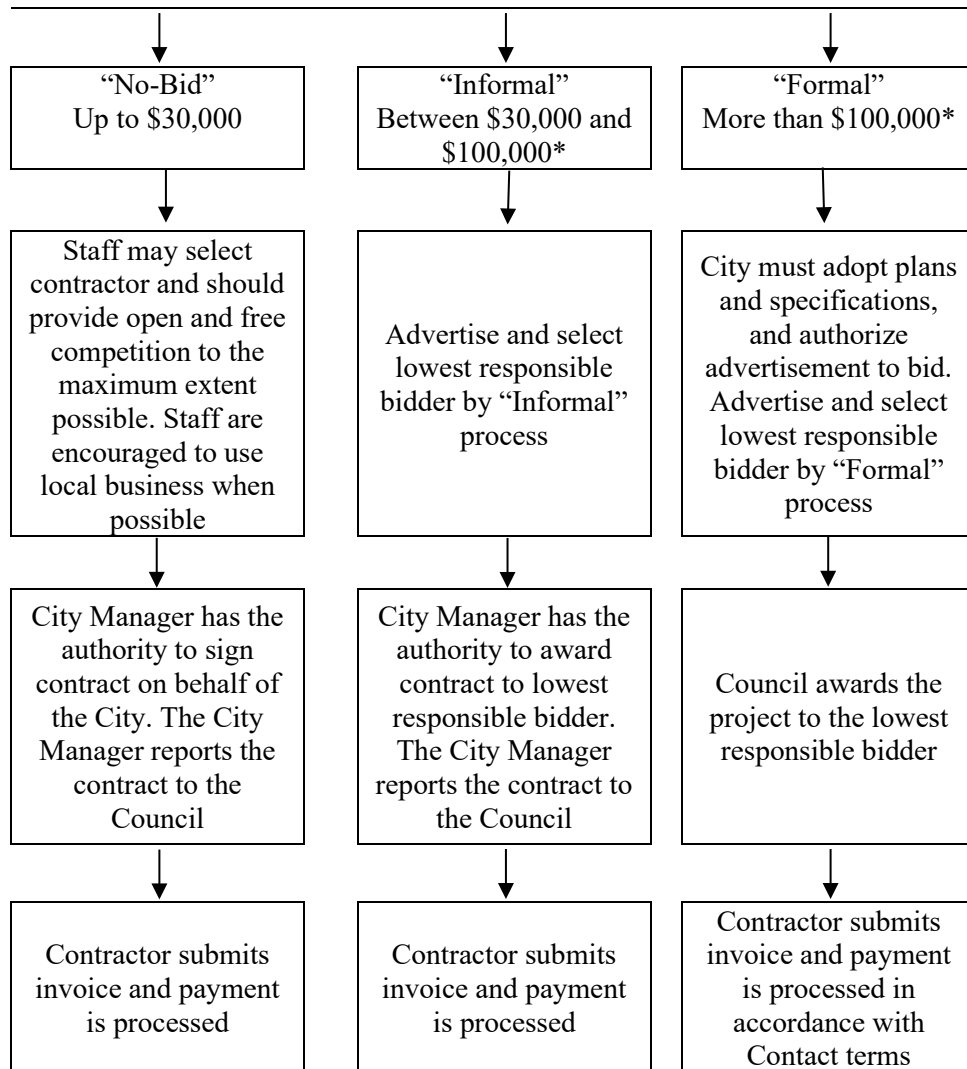 “No-Bid”
Up to $30,000
“Informal”
Between $30,000 and
$100,000*
“Formal”
More than $100,000*
Staff may select
contractor and should
provide open and free
competition to the
maximum extent
possible. Staff are
encouraged to use
local business when
possible
Advertise and select
lowest responsible
bidder by “Informal”
process
City must adopt plans
and specifications,
and authorize
advertisement to bid.
Advertise and select
lowest responsible
bidder by “Formal”
process
City Manager has the
authority to sign
contract on behalf of
the City. The City
Manager reports the
contract to the
Council
City Manager has the
authority to award
contract to lowest
responsible bidder.
The City Manager
reports the contract to
the Council
Council awards the
project to the lowest
responsible bidder
Contractor submits
invoice and payment
is processed
Contractor submits
invoice and payment
is processed
Contractor submits
invoice and payment
is processed in
accordance with
Contact terms